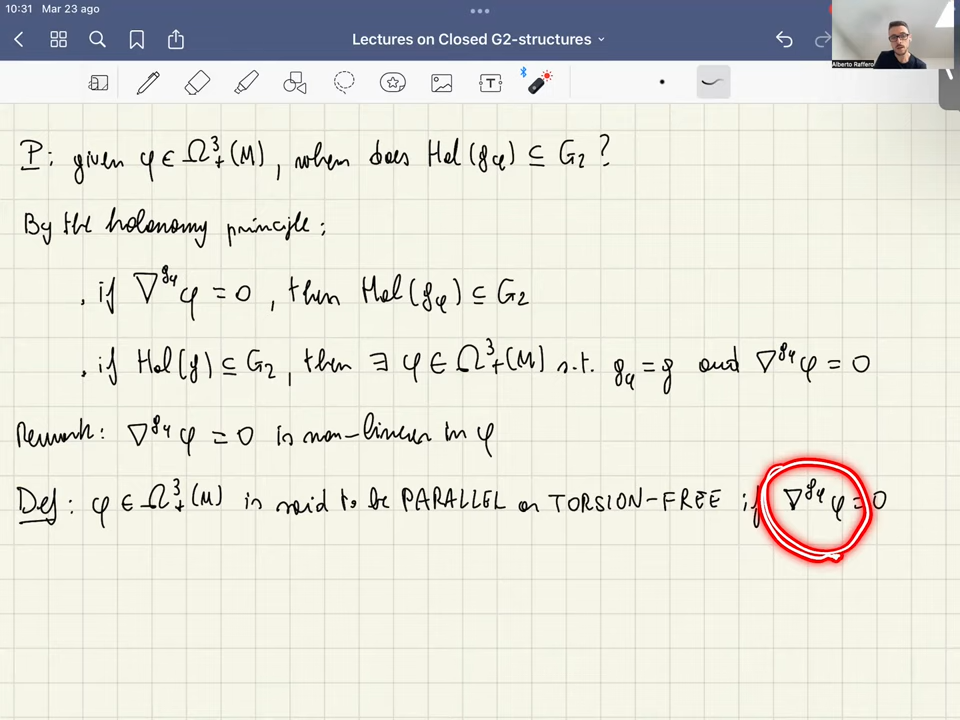 10:31 Mar 23 ago
Lectures on Closed G2-structures
Alberto Raffero
P: given φ ∈ Ω³₊(M), when does Hol(g_φ) ⊆ G₂?
By the holonomy principle:
. if ∇^{g_φ} φ = 0, then Hol(g_φ) ⊆ G₂
. if Hol(g) ⊆ G₂, then ∃ φ ∈ Ω³₊(M) s.t. g_φ = g and ∇^{g_φ} φ = 0
Remark: ∇^{g_φ} φ = 0 is non-linear in φ
Def: φ ∈ Ω³₊(M) is said to be PARALLEL or TORSION-FREE if ∇^{g_φ} φ = 0